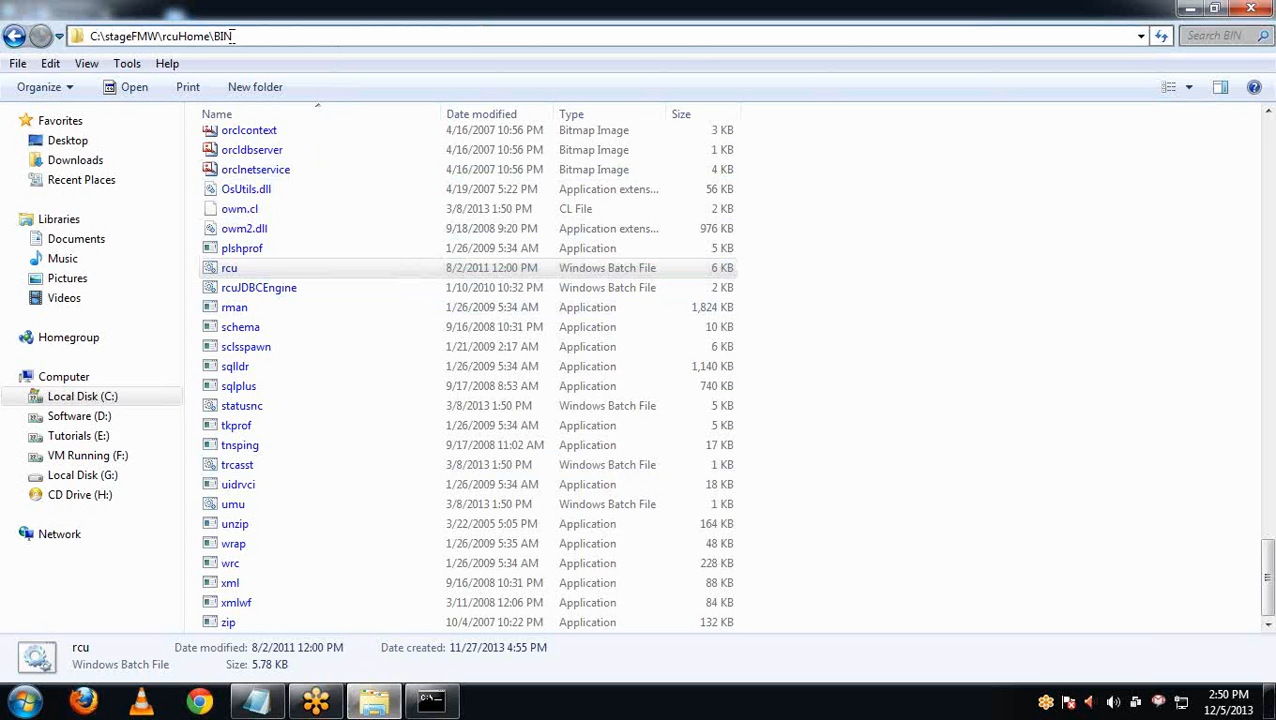 C:\stageFMW\rcuHome\BIN
Search BIN
File Edit View Tools Help
Organize Open Print New folder
Name Date modified Type Size
Favorites
Desktop
Downloads
Recent Places
Libraries
Documents
Music
Pictures
Videos
Homegroup
Computer
Local Disk (C:)
Software (D:)
Tutorials (E:)
VM Running (F:)
Local Disk (G:)
CD Drive (H:)
Network
orclcontext 4/16/2007 10:56 PM Bitmap Image 3 KB
orcldbserver 4/16/2007 10:56 PM Bitmap Image 1 KB
orclnetservice 4/16/2007 10:56 PM Bitmap Image 4 KB
OsUtils.dll 4/19/2007 5:22 PM Application extens... 56 KB
owm.cl 3/8/2013 1:50 PM CL File 2 KB
owm2.dll 9/18/2008 9:20 PM Application extens... 976 KB
plshprof 1/26/2009 5:34 AM Application 5 KB
rcu 8/2/2011 12:00 PM Windows Batch File 6 KB
rcuJDBCEngine 1/10/2010 10:32 PM Windows Batch File 2 KB
rman 1/26/2009 5:34 AM Application 1,824 KB
schema 9/16/2008 10:31 PM Application 10 KB
sclsspawn 1/21/2009 2:17 AM Application 6 KB
sqlldr 1/26/2009 5:34 AM Application 1,140 KB
sqlplus 9/17/2008 8:53 AM Application 740 KB
statusnc 3/8/2013 1:50 PM Windows Batch File 5 KB
tkprof 1/26/2009 5:34 AM Application 92 KB
tnsping 9/17/2008 11:02 AM Application 17 KB
trcasst 3/8/2013 1:50 PM Windows Batch File 1 KB
uidrvci 1/26/2009 5:34 AM Application 18 KB
umu 3/8/2013 1:50 PM Windows Batch File 1 KB
unzip 3/22/2005 5:05 PM Application 164 KB
wrap 1/26/2009 5:35 AM Application 48 KB
wrc 1/26/2009 5:34 AM Application 228 KB
xml 9/16/2008 10:31 PM Application 88 KB
xmlwf 3/11/2008 12:06 PM Application 84 KB
zip 10/4/2007 10:22 PM Application 132 KB
rcu Date modified: 8/2/2011 12:00 PM Date created: 11/27/2013 4:55 PM
Windows Batch File Size: 5.78 KB
2:50 PM
12/5/2013